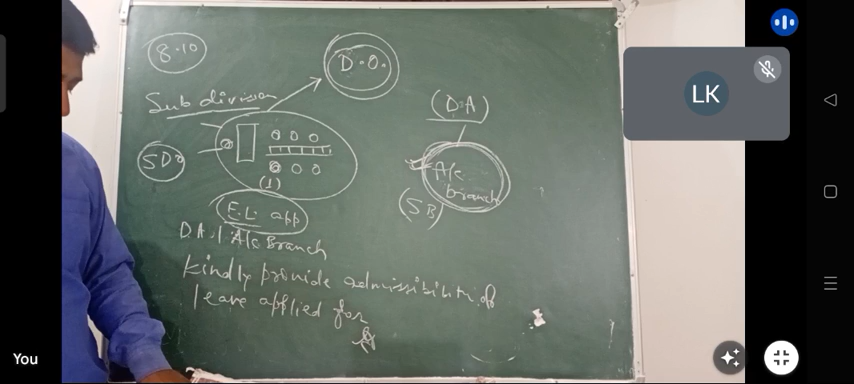 8.10
D.O.
Sub division
(D.A)
SDO
(1)
A/c
branch
(SB)
E.L. app
D.A./A/c Branch
Kindly provide admissibility of
leave applied for
LK
You